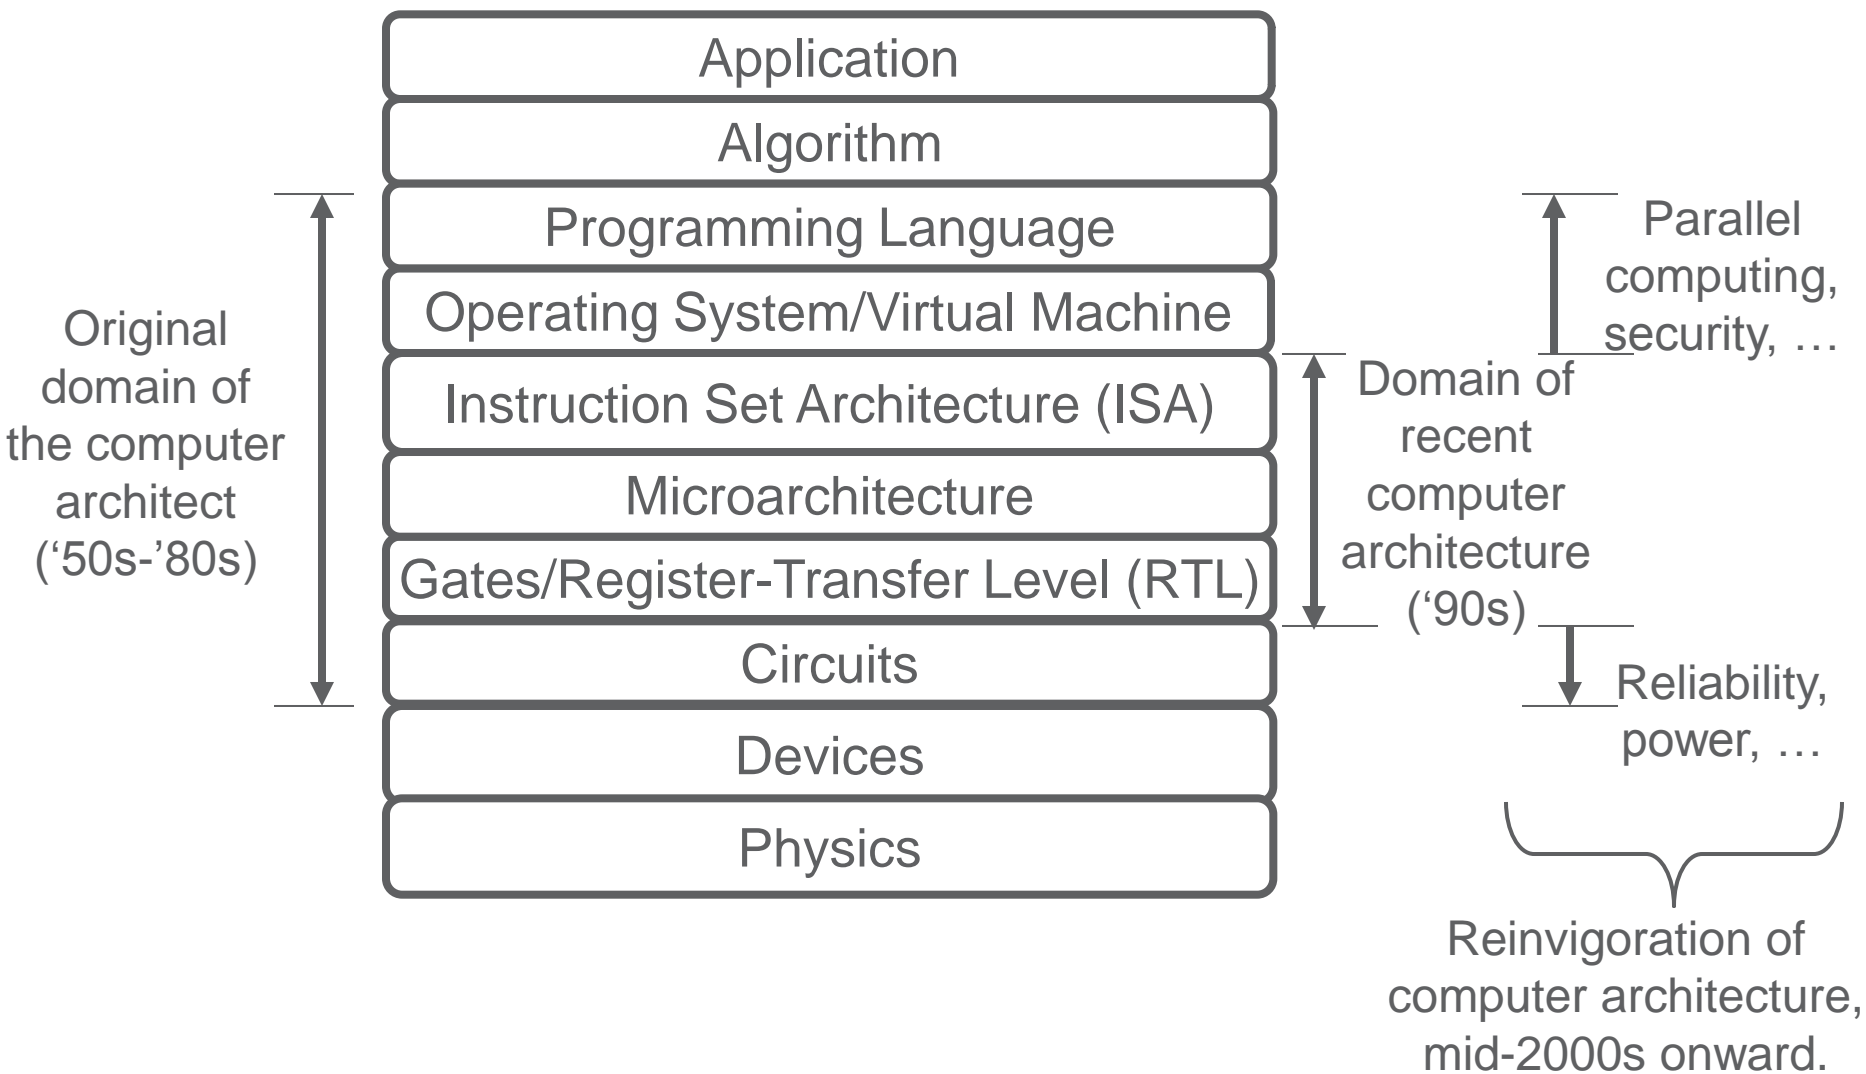 Application
Algorithm
Programming Language
Operating System/Virtual Machine
Instruction Set Architecture (ISA)
Microarchitecture
Gates/Register-Transfer Level (RTL)
Circuits
Devices
Physics
Original
domain of
the computer
architect
(‘50s-’80s)
Domain of
recent
computer
architecture
(‘90s)
Parallel
computing,
security, …
Reliability,
power, …
Reinvigoration of
computer architecture,
mid-2000s onward.